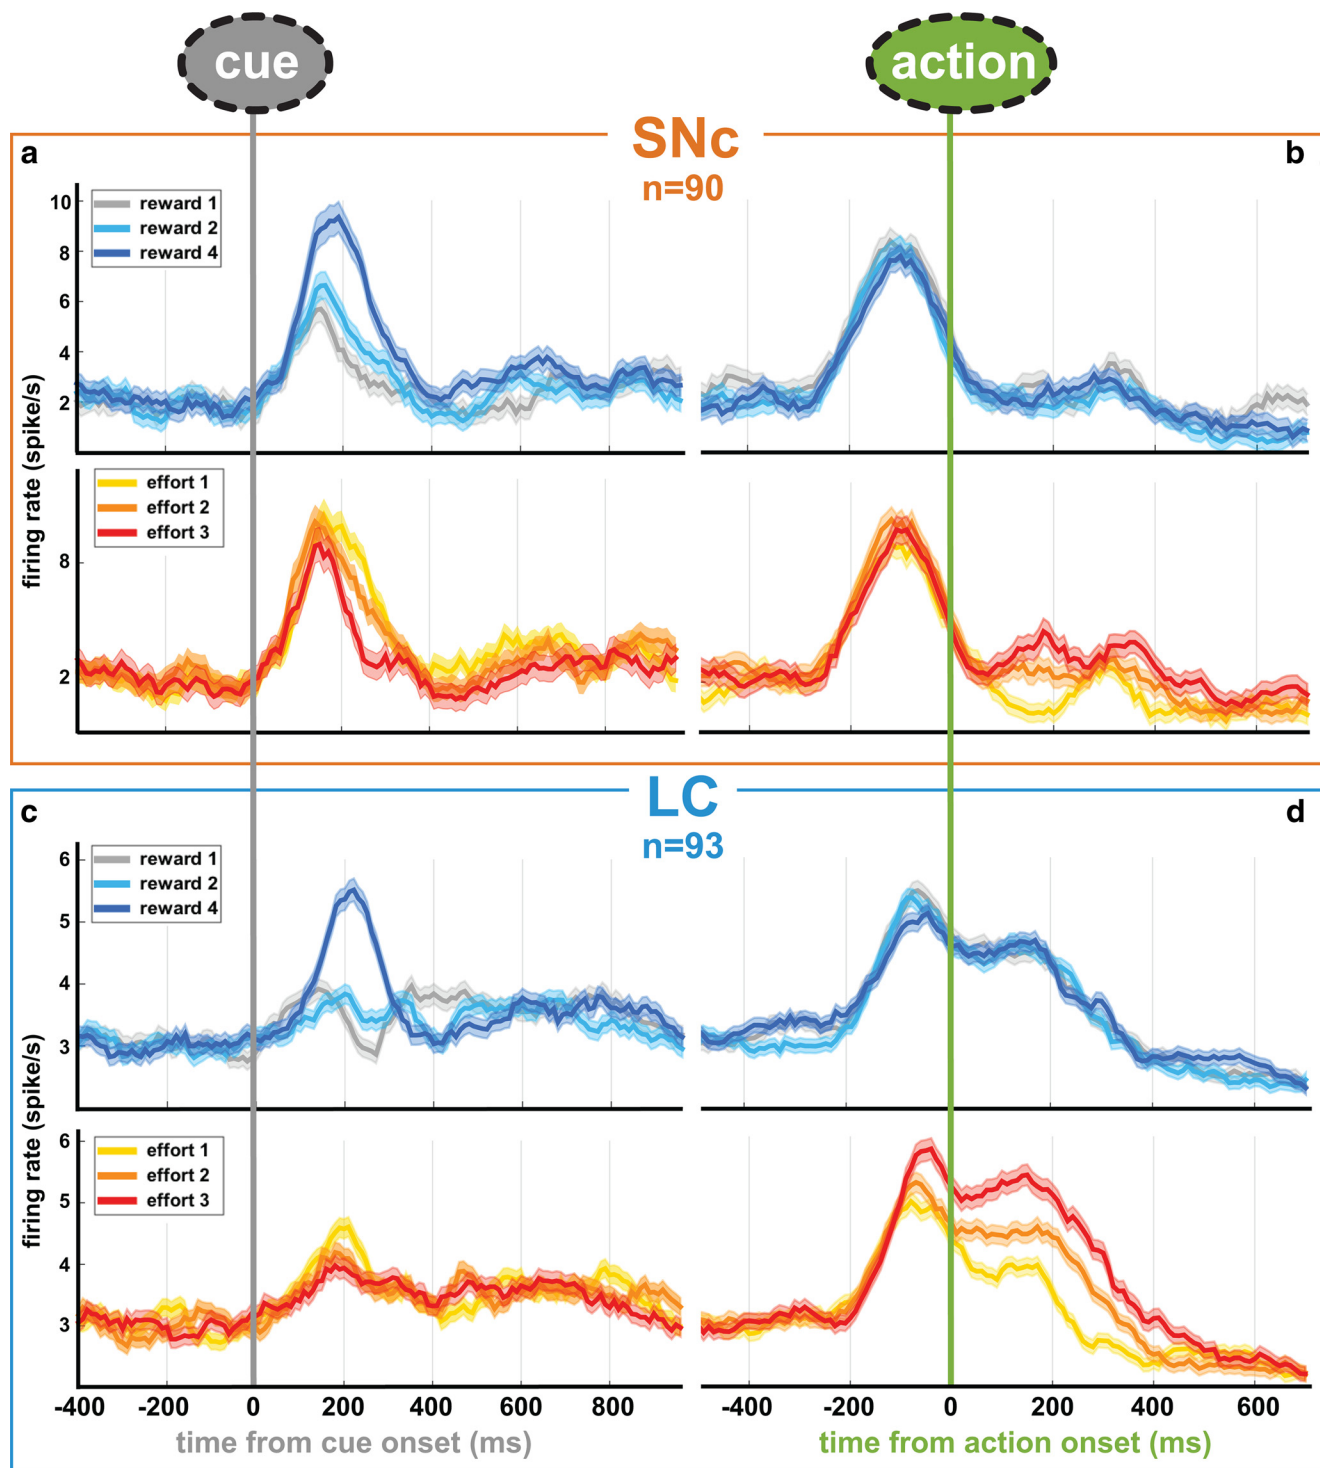 cue
action
SNc
n=90
a
b
reward 1
reward 2
reward 4
10
8
6
4
2
effort 1
effort 2
effort 3
8
2
firing rate (spike/s)
LC
n=93
c
d
reward 1
reward 2
reward 4
6
5
4
3
effort 1
effort 2
effort 3
6
5
4
3
firing rate (spike/s)
-400 -200 0 200 400 600 800
-400 -200 0 200 400 600
time from cue onset (ms)
time from action onset (ms)